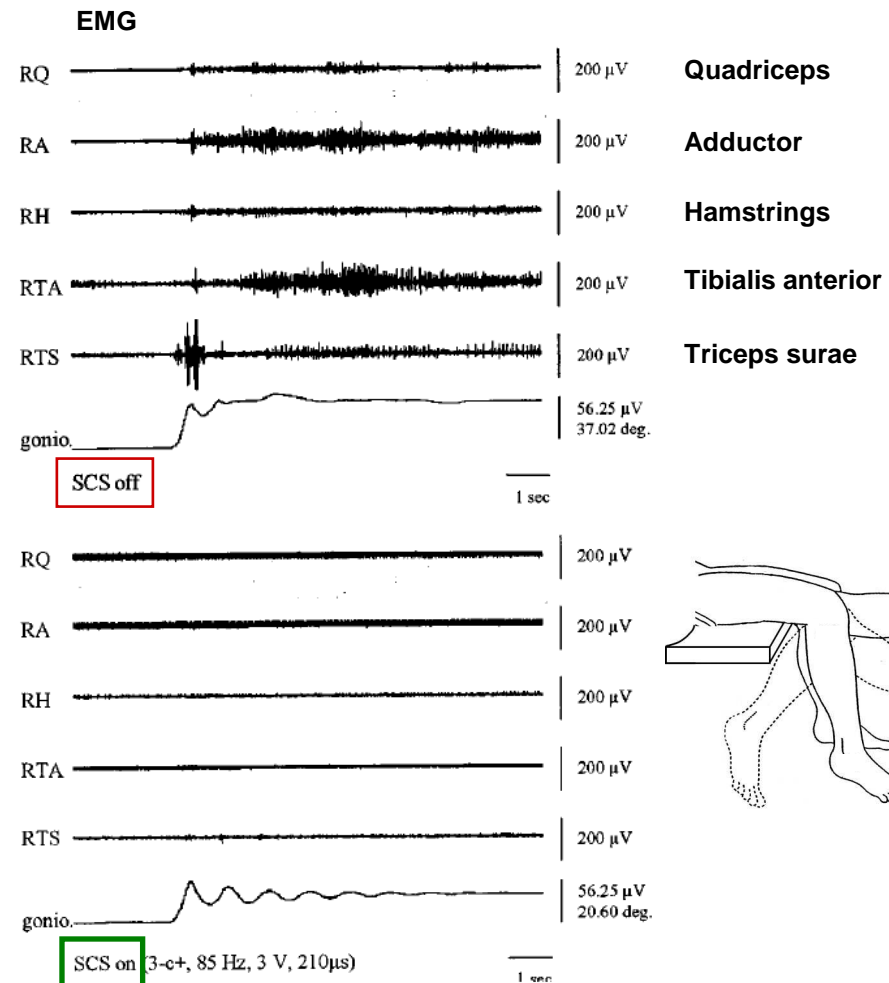 EMG
RQ 200 µV Quadriceps
RA 200 µV Adductor
RH 200 µV Hamstrings
RTA 200 µV Tibialis anterior
RTS 200 µV Triceps surae
56.25 µV
gonio. 37.02 deg.
SCS off
1 sec
RQ 200 µV
RA 200 µV
RH 200 µV
RTA 200 µV
RTS 200 µV
56.25 µV
gonio. 20.60 deg.
SCS on (3-c+, 85 Hz, 3 V, 210µs)
1 sec